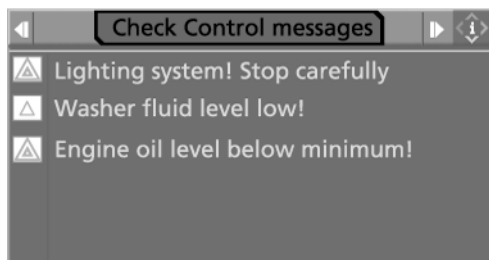 Check Control messages
Lighting system! Stop carefully
Washer fluid level low!
Engine oil level below minimum!